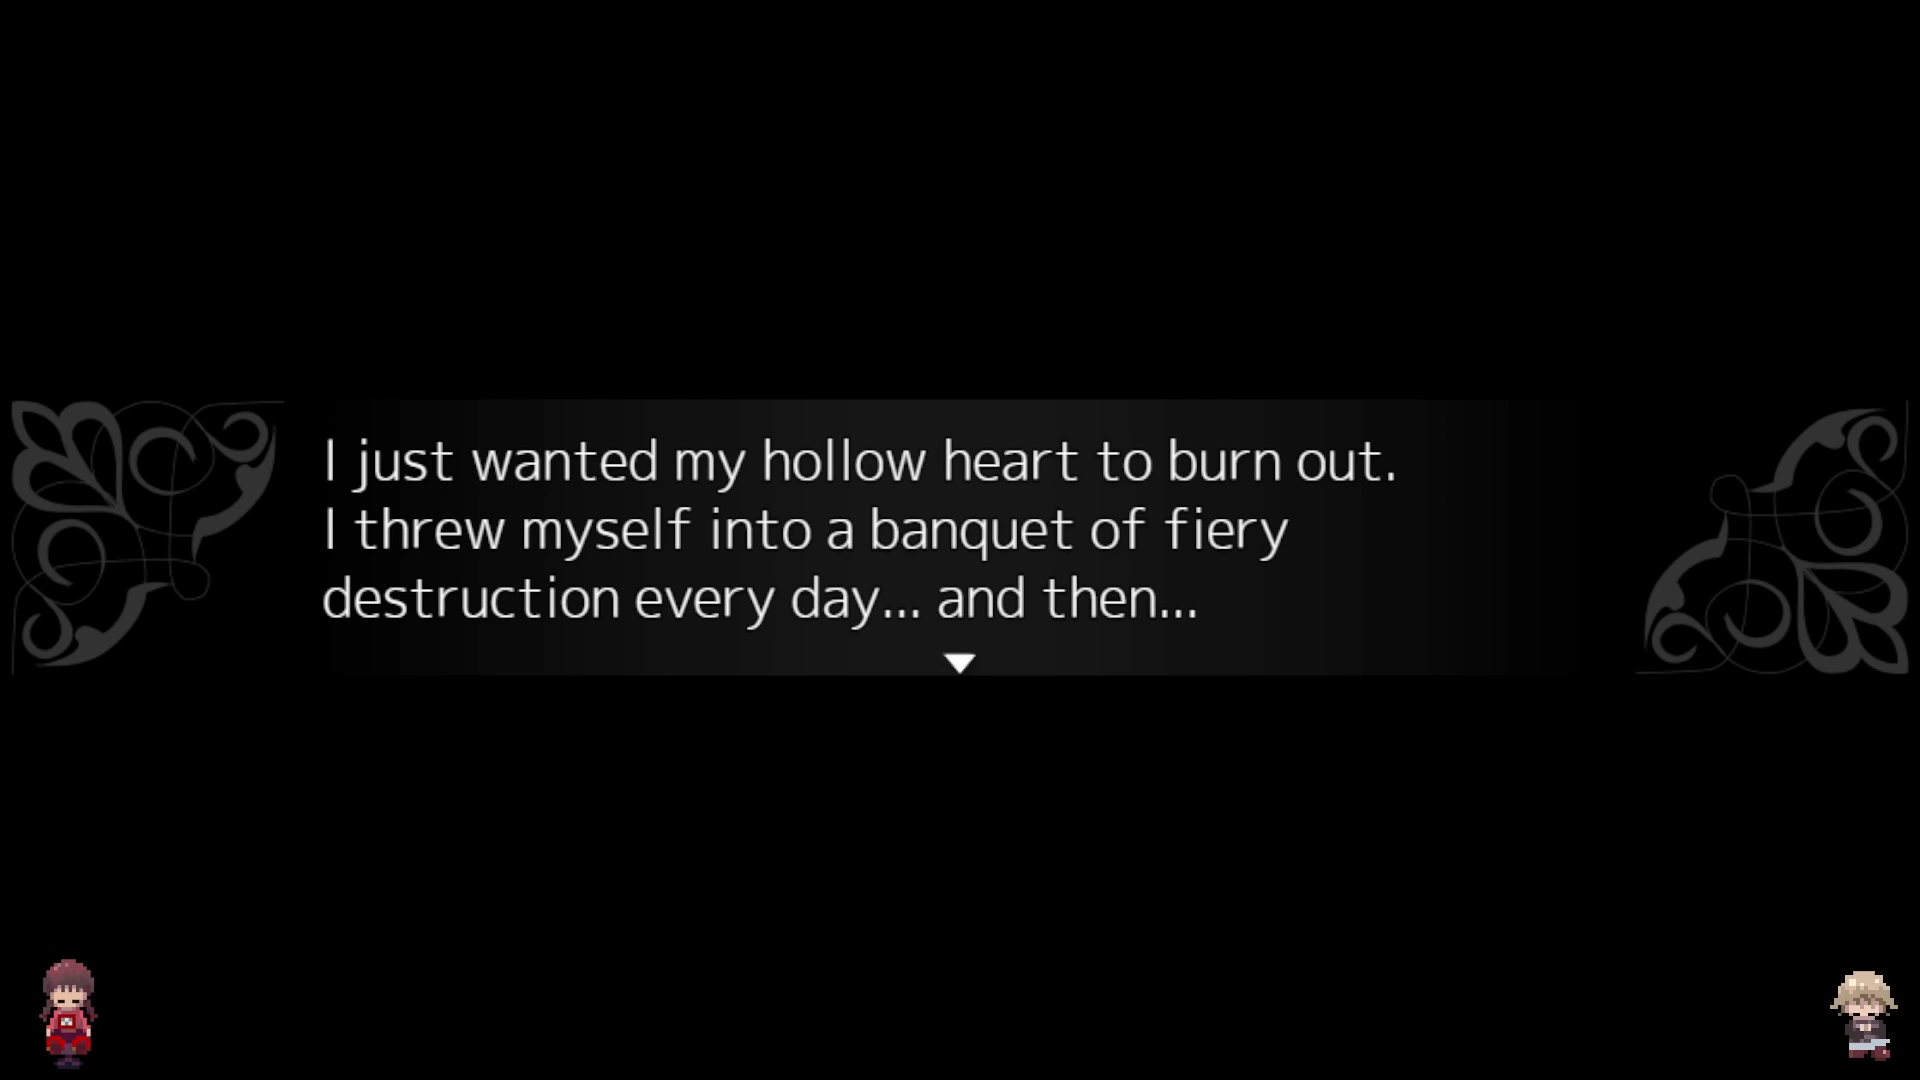 I just wanted my hollow heart to burn out.
I threw myself into a banquet of fiery
destruction every day... and then...